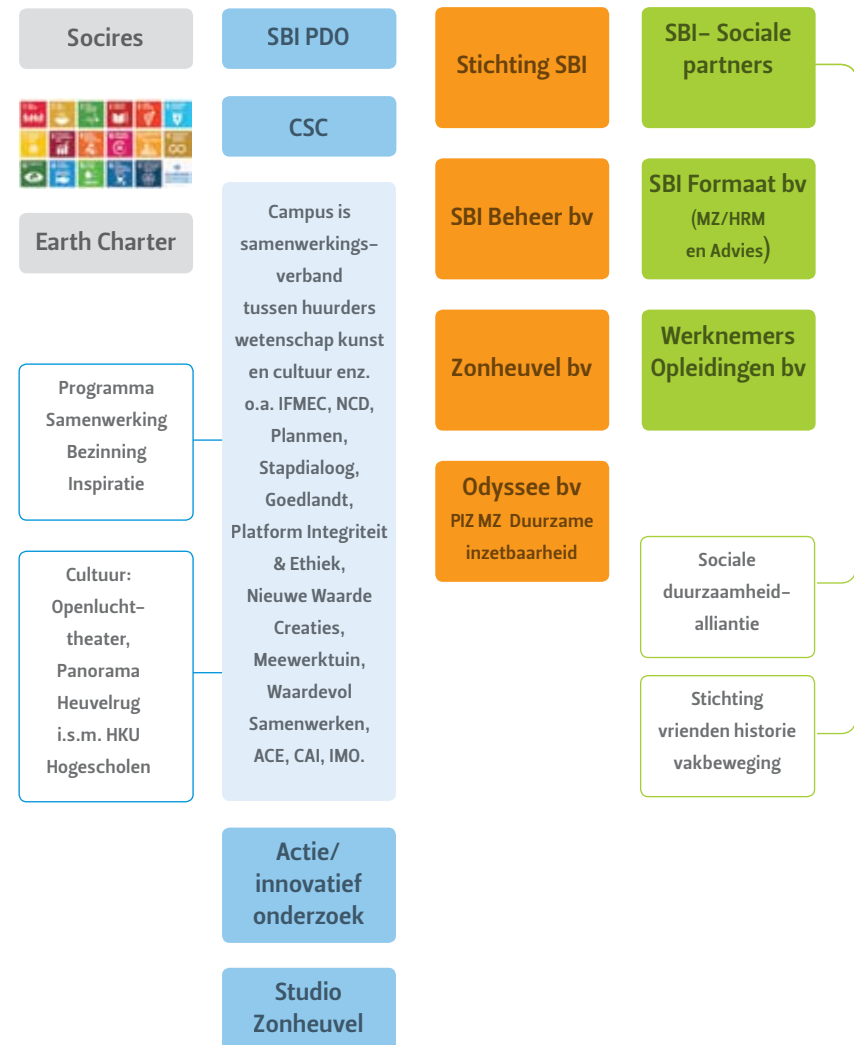 Socires
Earth Charter
Programma
Samenwerking
Bezinning
Inspiratie
Cultuur:
Openlucht–
theater,
Panorama
Heuvelrug
i.s.m. HKU
Hogescholen
SBI PDO
CSC
Campus is
samenwerkings–
verband
tussen huurders
wetenschap kunst
en cultuur enz.
o.a. IFMEC, NCD,
Planmen,
Stapdialoog,
Goedlandt,
Platform Integriteit
& Ethiek,
Nieuwe Waarde
Creaties,
Meewerktuin,
Waardevol
Samenwerken,
ACE, CAI, IMO.
Actie/
innovatief
onderzoek
Studio
Zonheuvel
Stichting SBI
SBI Beheer bv
Zonheuvel bv
Odyssee bv
PIZ MZ Duurzame
inzetbaarheid
SBI– Sociale
partners
SBI Formaat bv
(MZ/HRM
en Advies)
Werknemers
Opleidingen bv
Sociale
duurzaamheid–
alliantie
Stichting
vrienden historie
vakbeweging